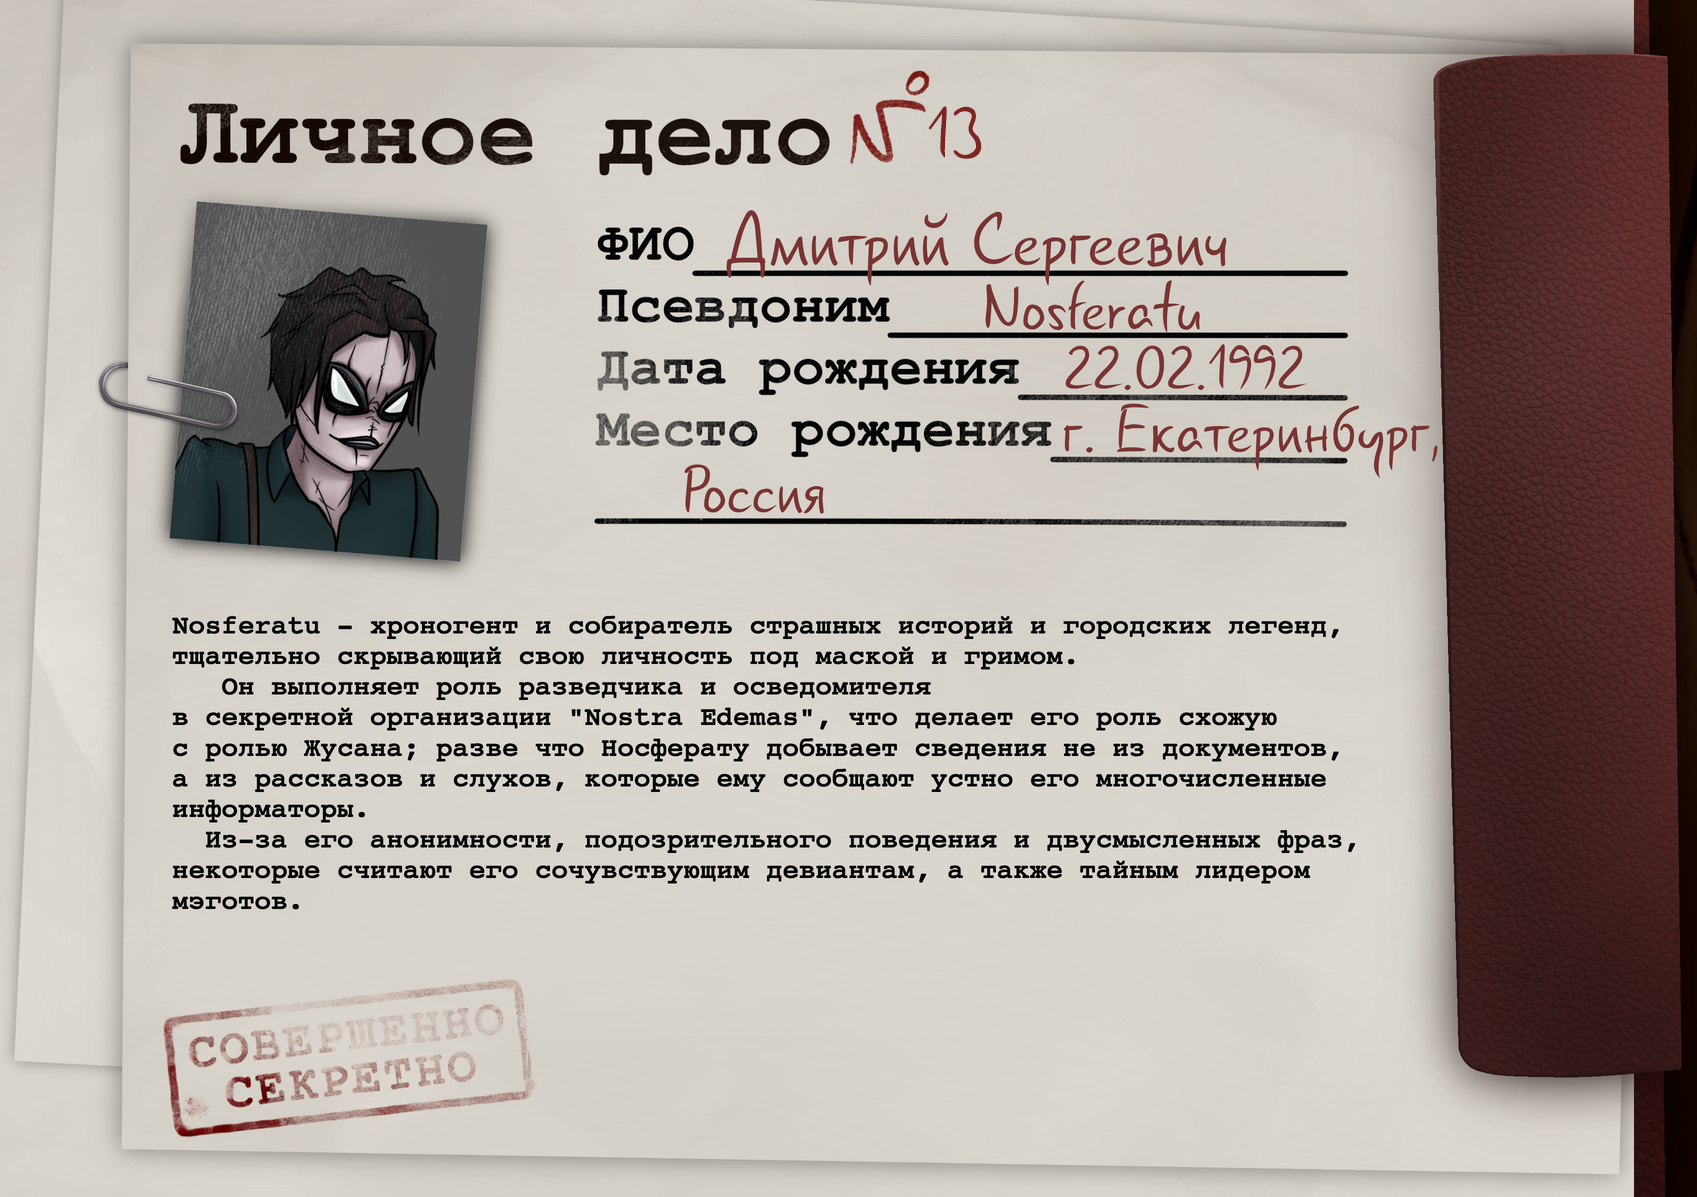 Личное дело №13
ФИО Дмитрий Сергеевич
Псевдоним Nosferatu
Дата рождения 22.02.1992
Место рождения г. Екатеринбург,
Россия
Nosferatu – хроногент и собиратель страшных историй и городских легенд,
тщательно скрывающий свою личность под маской и гримом.
Он выполняет роль разведчика и осведомителя
в секретной организации "Nostra Edemas", что делает его роль схожую
с ролью Жусана; разве что Носферату добывает сведения не из документов,
а из рассказов и слухов, которые ему сообщают устно его многочисленные
информаторы.
Из-за его анонимности, подозрительного поведения и двусмысленных фраз,
некоторые считают его сочувствующим девиантам, а также тайным лидером
мэготов.
СОВЕРШЕННО
СЕКРЕТНО